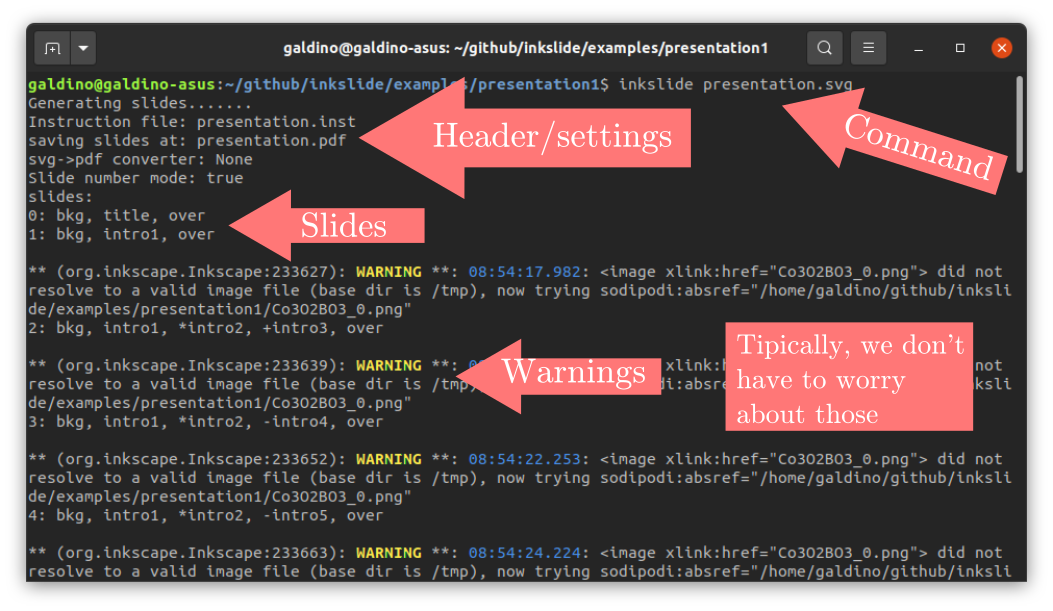 galdino@galdino-asus: ~/github/inkslide/examples/presentation1
galdino@galdino-asus:~/github/inkslide/examples/presentation1$ inkslide presentation.svg
Command
Generating slides.......
Instruction file: presentation.inst
Header/settings
saving slides at: presentation.pdf
svg->pdf converter: None
Slide number mode: true
slides:
0: bkg, title, over
Slides
1: bkg, intro1, over
** (org.inkscape.Inkscape:233627): WARNING **: 08:54:17.982: <image xlink:href="Co3O2BO3_0.png"> did not
resolve to a valid image file (base dir is /tmp), now trying sodipodi:absref="/home/galdino/github/inksli
de/examples/presentation1/Co3O2BO3_0.png"
2: bkg, intro1, *intro2, +intro3, over
** (org.inkscape.Inkscape:233639): WARNING **: xlink:
Warnings
resolve to a valid image file (base dir is /tmp), trying sodipodi:absre inksli
de/examples/presentation1/Co3O2BO3_0.png"
3: bkg, intro1, *intro2, -intro4, over
Tipically, we don't
have to worry
about those
** (org.inkscape.Inkscape:233652): WARNING **: 08:54:22.253: <image xlink:href="Co3O2BO3_0.png"> did not
resolve to a valid image file (base dir is /tmp), now trying sodipodi:absref="/home/galdino/github/inksli
de/examples/presentation1/Co3O2BO3_0.png"
4: bkg, intro1, *intro2, -intro5, over
** (org.inkscape.Inkscape:233663): WARNING **: 08:54:24.224: <image xlink:href="Co3O2BO3_0.png"> did not
resolve to a valid image file (base dir is /tmp), now trying sodipodi:absref="/home/galdino/github/inksli